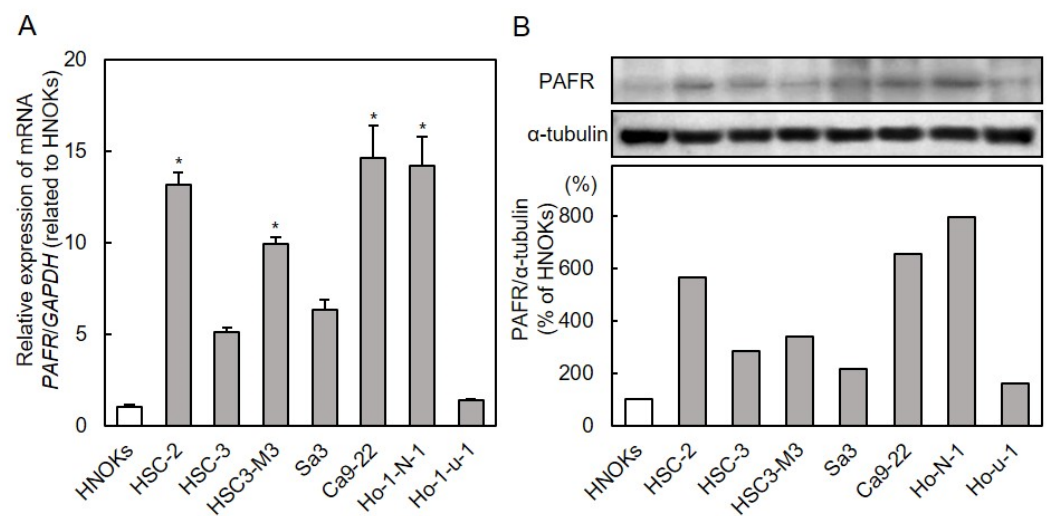 A
Relative expression of mRNA
PAFR/GAPDH (related to HNOKs)
20
15
10
5
0
*
*
*
*
HNOKs
HSC-2
HSC-3
HSC3-M3
Sa3
Ca9-22
Ho-1-N-1
Ho-1-u-1
B
PAFR
α-tubulin
(%)
PAFR/α-tubulin
(% of HNOKs)
800
600
400
200
0
HNOKs
HSC-2
HSC-3
HSC3-M3
Sa3
Ca9-22
Ho-N-1
Ho-u-1